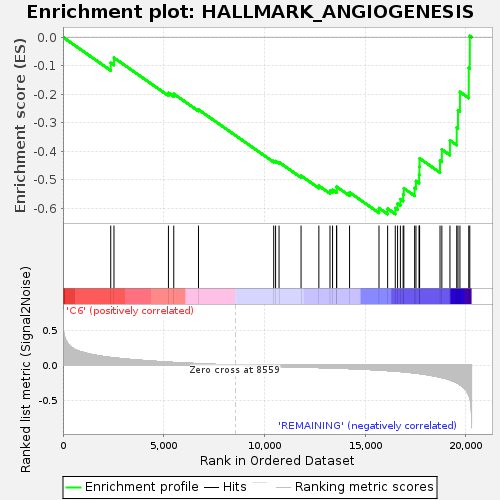 Enrichment plot: HALLMARK_ANGIOGENESIS
Enrichment score (ES)
0.0
-0.1
-0.2
-0.3
-0.4
-0.5
-0.6
Ranked list metric (Signal2Noise)
'C6' (positively correlated)
0.5
0.0
-0.5
Zero cross at 8559
'REMAINING' (negatively correlated)
0
5,000
10,000
15,000
20,000
Rank in Ordered Dataset
Enrichment profile
Hits
Ranking metric scores